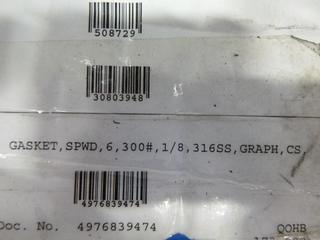 508729
30803948
GASKET,SPWD,6,300#,1/8,316SS,GRAPH,CS,
4976839474
Doc. No. 4976839474 QOHB